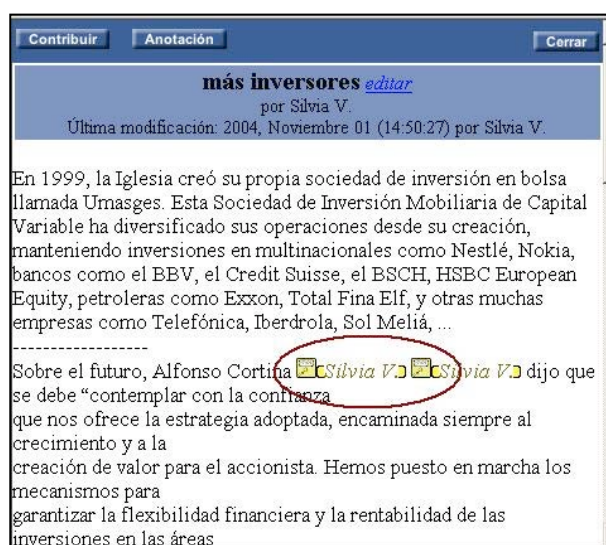 Contribuir Anotación Cerrar
más inversores editar
por Silvia V.
Última modificación: 2004, Noviembre 01 (14:50:27) por Silvia V.
En 1999, la Iglesia creó su propia sociedad de inversión en bolsa
llamada Umasges. Esta Sociedad de Inversión Mobiliaria de Capital
Variable ha diversificado sus operaciones desde su creación,
manteniendo inversiones en multinacionales como Nestlé, Nokia,
bancos como el BBV, el Credit Suisse, el BSCH, HSBC European
Equity, petroleras como Exxon, Total Fina Elf, y otras muchas
empresas como Telefónica, Iberdrola, Sol Meliá, ...
-----------------
Sobre el futuro, Alfonso Cortina Silvia V. Silvia V. dijo que
se debe “contemplar con la confianza
que nos ofrece la estrategia adoptada, encaminada siempre al
crecimiento y a la
creación de valor para el accionista. Hemos puesto en marcha los
mecanismos para
garantizar la flexibilidad financiera y la rentabilidad de las
inversiones en las áreas